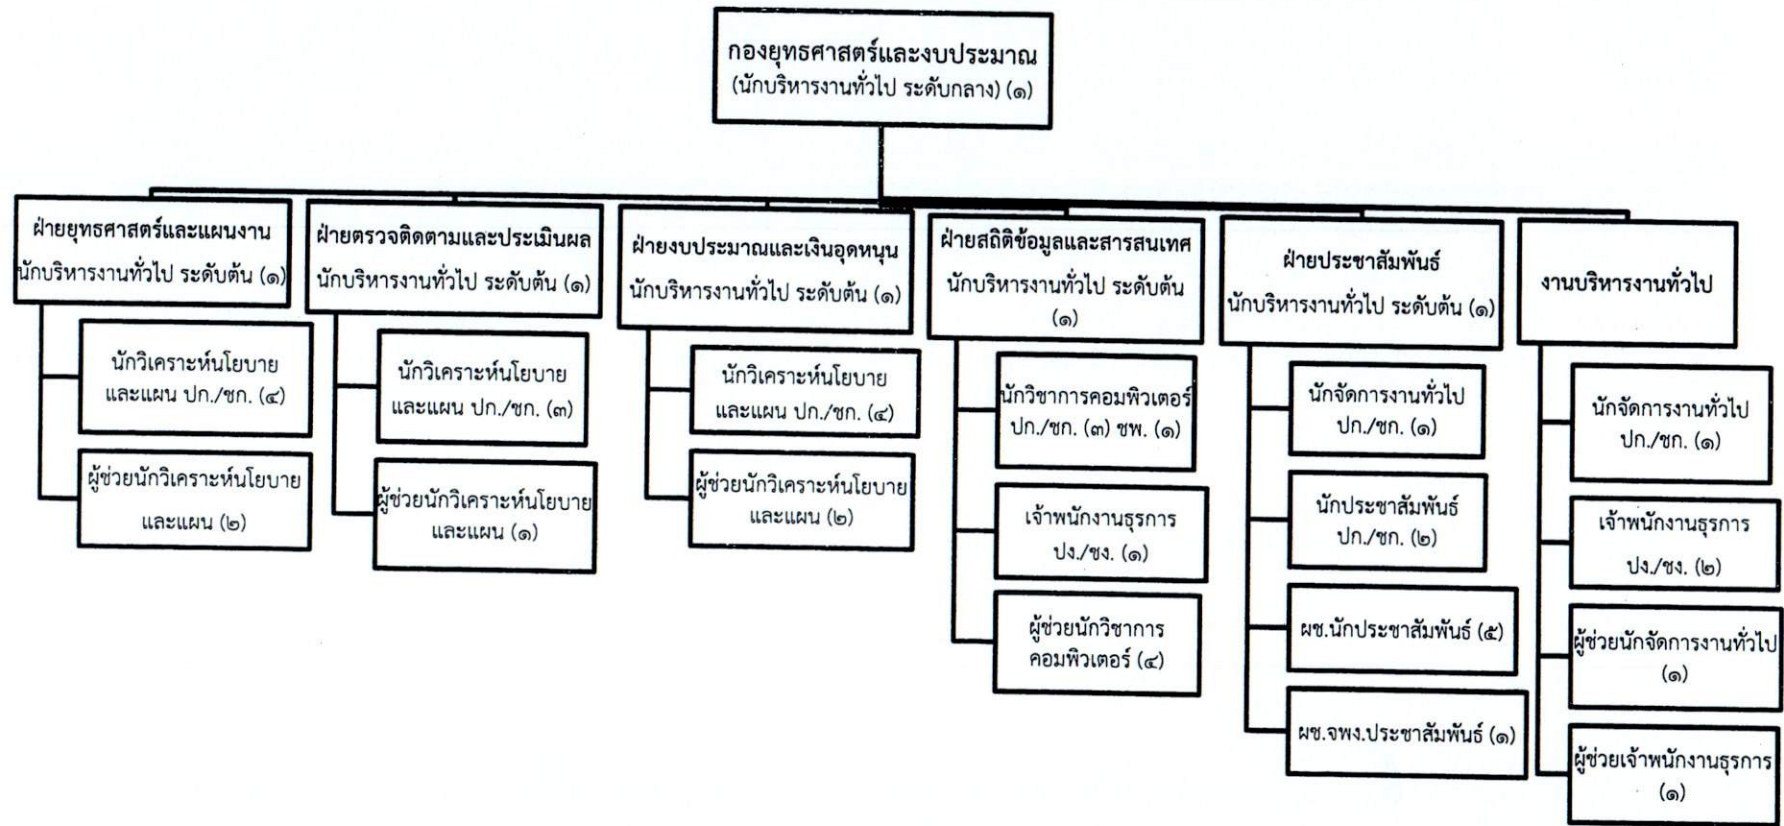 กองยุทธศาสตร์และงบประมาณ
(นักบริหารงานทั่วไป ระดับกลาง) (๑)
ฝ่ายยุทธศาสตร์และแผนงาน
นักบริหารงานทั่วไป ระดับต้น (๑)
นักวิเคราะห์นโยบาย
และแผน ปก./ชก. (๔)
ผู้ช่วยนักวิเคราะห์นโยบาย
และแผน (๒)
ฝ่ายตรวจติดตามและประเมินผล
นักบริหารงานทั่วไป ระดับต้น (๑)
นักวิเคราะห์นโยบาย
และแผน ปก./ชก. (๓)
ผู้ช่วยนักวิเคราะห์นโยบาย
และแผน (๑)
ฝ่ายงบประมาณและเงินอุดหนุน
นักบริหารงานทั่วไป ระดับต้น (๑)
นักวิเคราะห์นโยบาย
และแผน ปก./ชก. (๔)
ผู้ช่วยนักวิเคราะห์นโยบาย
และแผน (๒)
ฝ่ายสถิติข้อมูลและสารสนเทศ
นักบริหารงานทั่วไป ระดับต้น
(๑)
นักวิชาการคอมพิวเตอร์
ปก./ชก. (๓) ชพ. (๑)
เจ้าพนักงานธุรการ
ปง./ชง. (๑)
ผู้ช่วยนักวิชาการ
คอมพิวเตอร์ (๔)
ฝ่ายประชาสัมพันธ์
นักบริหารงานทั่วไป ระดับต้น (๑)
นักจัดการงานทั่วไป
ปก./ชก. (๑)
นักประชาสัมพันธ์
ปก./ชก. (๒)
ผช.นักประชาสัมพันธ์ (๕)
ผช.จพง.ประชาสัมพันธ์ (๑)
งานบริหารงานทั่วไป
นักจัดการงานทั่วไป
ปก./ชก. (๑)
เจ้าพนักงานธุรการ
ปง./ชง. (๒)
ผู้ช่วยนักจัดการงานทั่วไป
(๑)
ผู้ช่วยเจ้าพนักงานธุรการ
(๑)